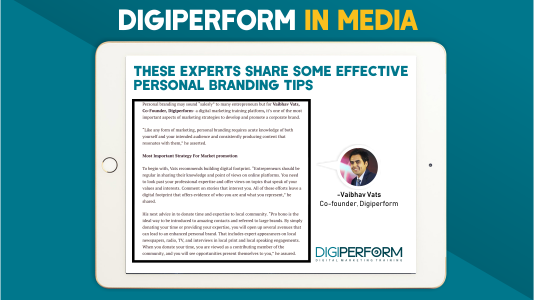 DIGIPERFORM IN MEDIA
THESE EXPERTS SHARE SOME EFFECTIVE
PERSONAL BRANDING TIPS
Personal branding may sound "salesly" to many entrepreneurs but for Vaibhav Vats,
Co-Founder, Digiperform- a digital marketing training platform, it's one of the most
important aspects of marketing strategies to develop and promote a corporate brand.
"Like any form of marketing, personal branding requires acute knowledge of both
yourself and your intended audience and consistently producing content that
resonates with them," he asserted.
Most Important Strategy For Market promotion
To begin with, Vats recommends building digital footprint. "Entrepreneurs should be
regular in sharing their knowledge and point of views on online platforms. You need
to look past your professional expertise and offer views on topics that speak of your
values and interests. Comment on stories that interest you. All of these efforts have a
digital footprint that offers evidence of who you are and what you represent," he
shared.
His next advice is to donate time and expertise to local community. "Pro bono is the
ideal way to be introduced to amazing contacts and referred to large brands. By simply
donating your time or providing your expertise, you will open up several avenues that
can lead to an enhanced personal brand. That includes expert appearances on local
newspapers, radio, TV, and interviews in local print and local speaking engagements.
When you donate your time, you are viewed as a contributing member of the
community, and you will see opportunities present themselves to you," he assured.
-Vaibhav Vats
Co-founder, Digiperform
DIGIPERFORM
DIGITAL MARKETING TRAINING